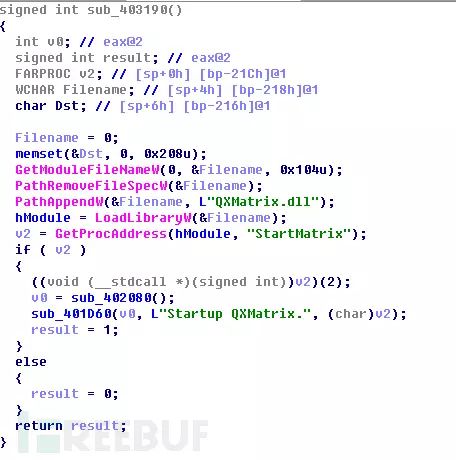 signed int sub_403190()
{
int v0; // eax@2
signed int result; // eax@2
FARPROC v2; // [sp+0h] [bp-21Ch]@1
WCHAR Filename; // [sp+4h] [bp-218h]@1
char Dst; // [sp+6h] [bp-216h]@1
Filename = 0;
memset(&Dst, 0, 0x208u);
GetModuleFileNameW(0, &Filename, 0x104u);
PathRemoveFileSpecW(&Filename);
PathAppendW(&Filename, L"QXMatrix.dll");
hModule = LoadLibraryW(&Filename);
v2 = GetProcAddress(hModule, "StartMatrix");
if ( v2 )
{
((void (__stdcall *)(signed int))v2)(2);
v0 = sub_402080();
sub_401D60(v0, L"Startup QXMatrix.", (char)v2);
result = 1;
}
else
{
result = 0;
}
return result;
}
REEBUF